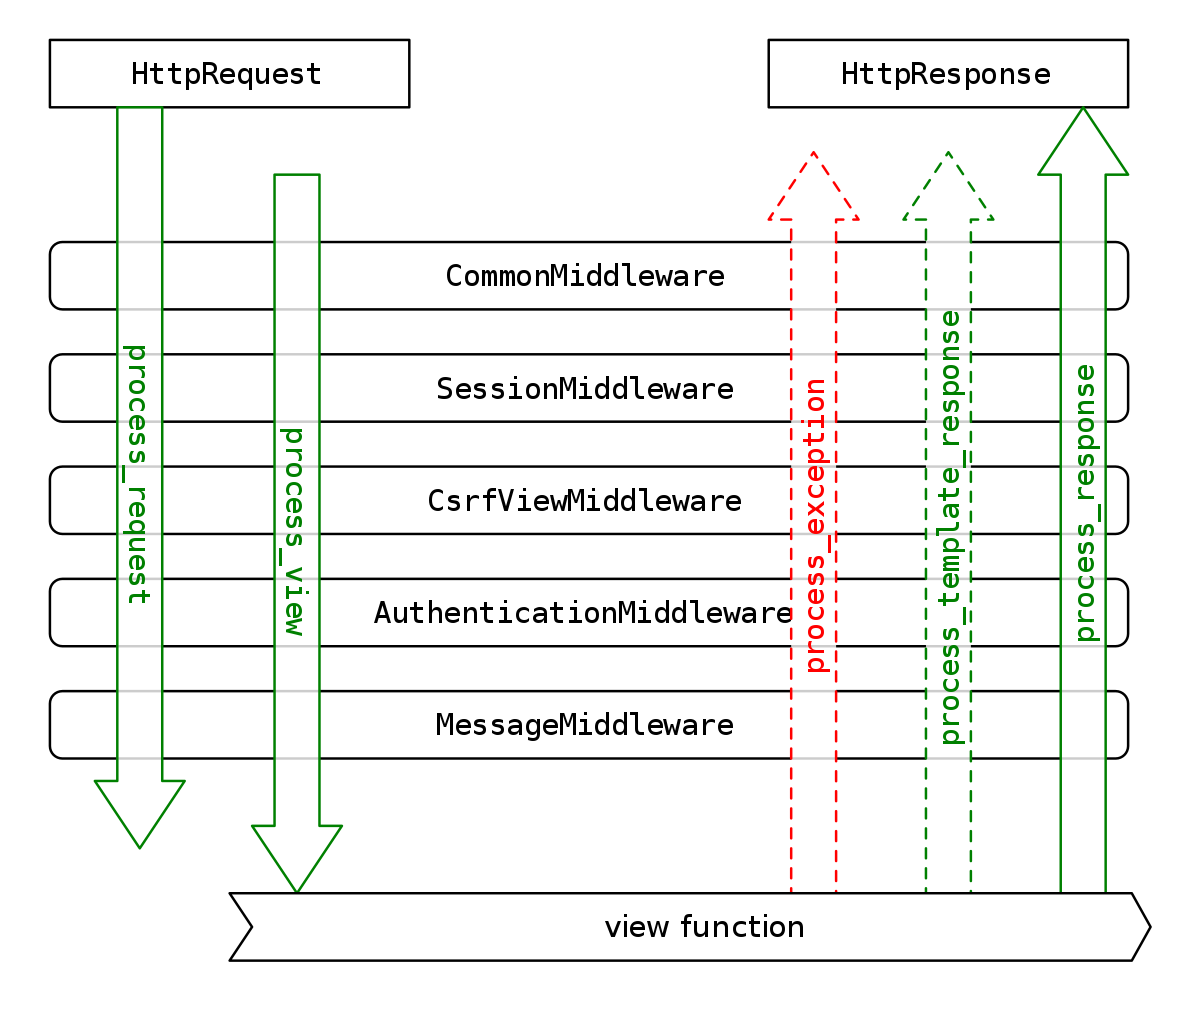 HttpRequest
HttpResponse
CommonMiddleware
SessionMiddleware
CsrfViewMiddleware
AuthenticationMiddleware
MessageMiddleware
process_request
process_view
process_exception
process_template_response
process_response
view function